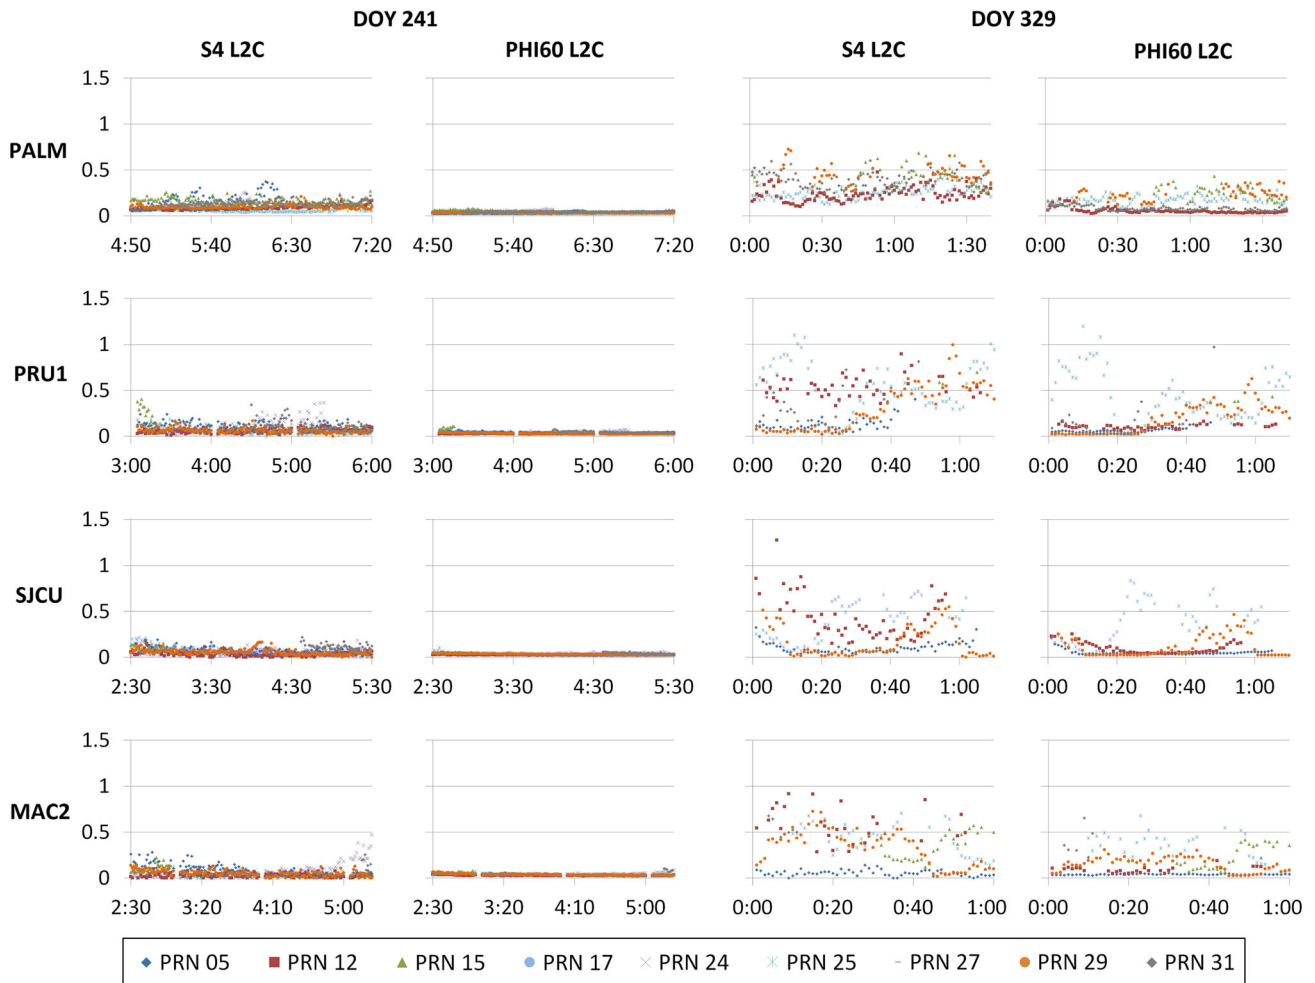 DOY 241 DOY 329
S4 L2C PHI60 L2C S4 L2C PHI60 L2C
1.5
1
PALM
0.5
0
4:50 5:40 6:30 7:20 4:50 5:40 6:30 7:20 0:00 0:30 1:00 1:30 0:00 0:30 1:00 1:30
1.5
1
PRU1
0.5
0
3:00 4:00 5:00 6:00 3:00 4:00 5:00 6:00 0:00 0:20 0:40 1:00 0:00 0:20 0:40 1:00
1.5
1
SJCU
0.5
0
2:30 3:30 4:30 5:30 2:30 3:30 4:30 5:30 0:00 0:20 0:40 1:00 0:00 0:20 0:40 1:00
1.5
1
MAC2
0.5
0
2:30 3:20 4:10 5:00 2:30 3:20 4:10 5:00 0:00 0:20 0:40 1:00 0:00 0:20 0:40 1:00
PRN 05 PRN 12 PRN 15 PRN 17 PRN 24 PRN 25 PRN 27 PRN 29 PRN 31